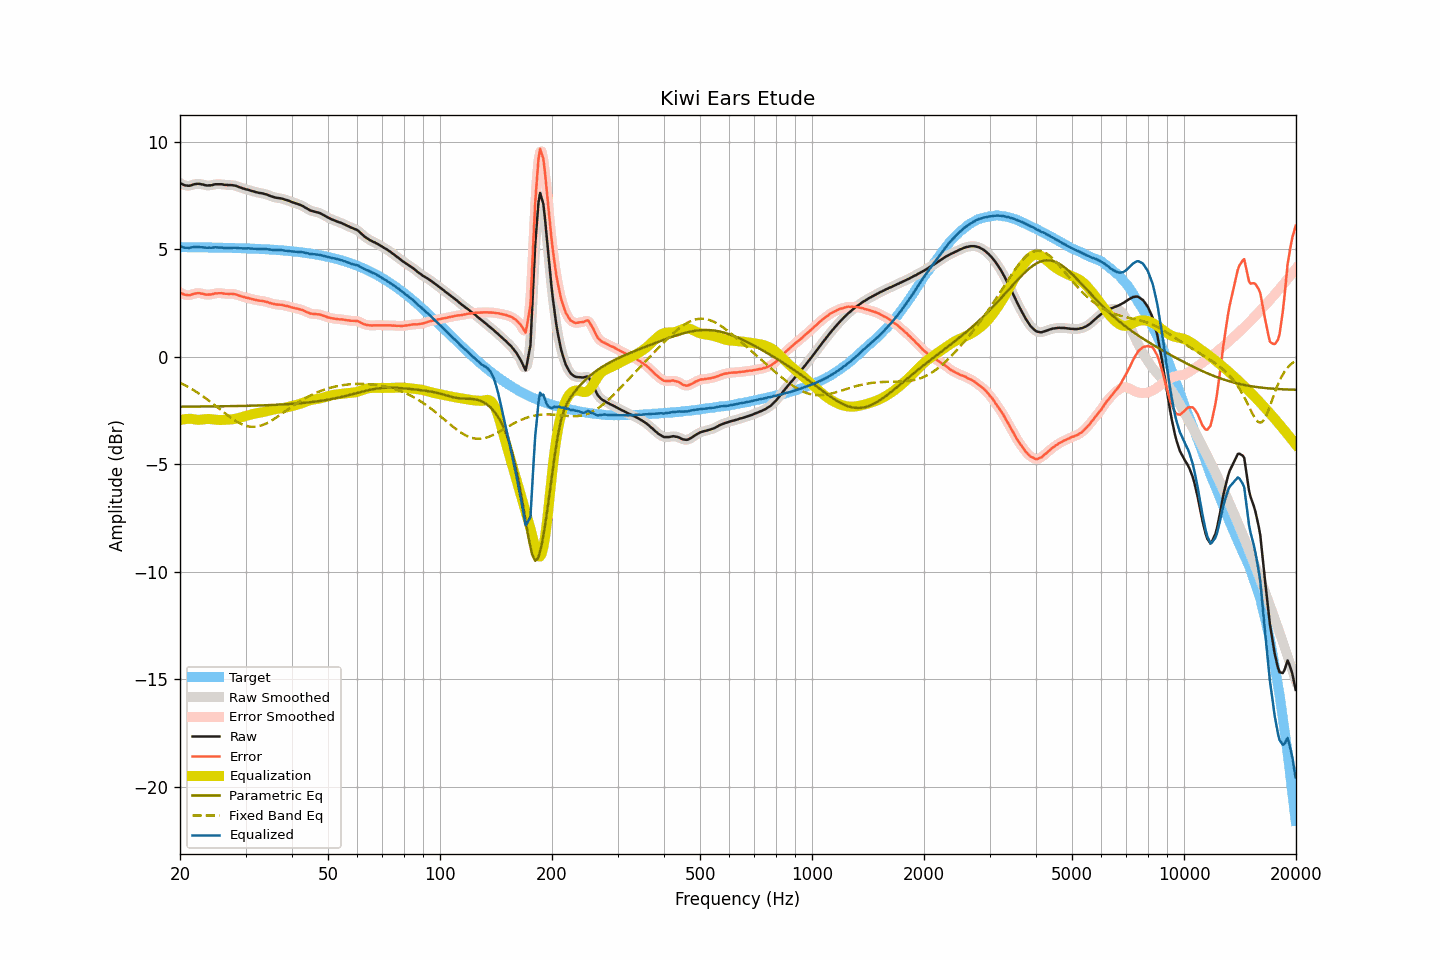 Kiwi Ears Etude
10
5
0
−5
−10
−15
−20
Amplitude (dBr)
Target
Raw Smoothed
Error Smoothed
Raw
Error
Equalization
Parametric Eq
Fixed Band Eq
Equalized
20 50 100 200 500 1000 2000 5000 10000 20000
Frequency (Hz)